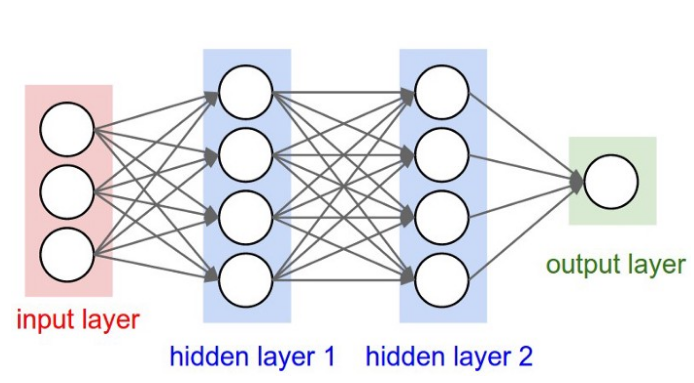 output layer
input layer
hidden layer 1
hidden layer 2